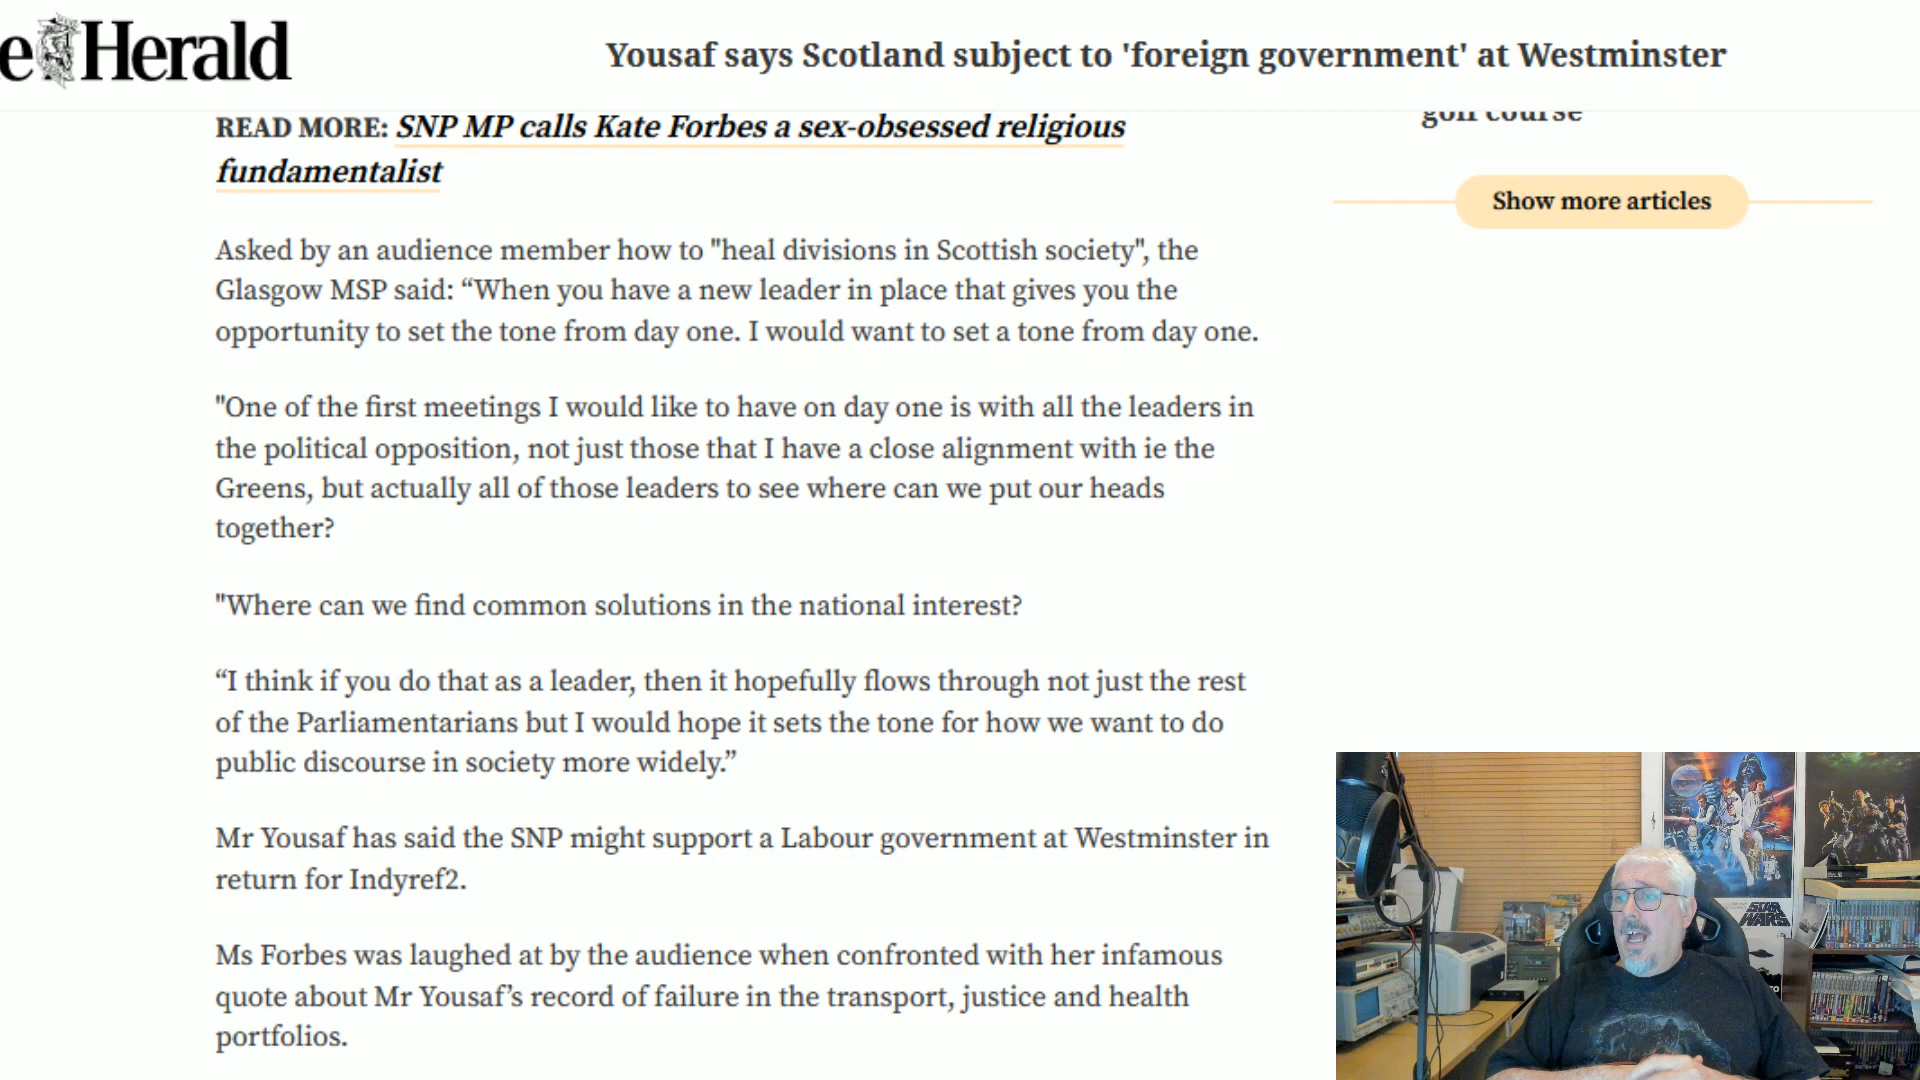 e Herald
Yousaf says Scotland subject to 'foreign government' at Westminster
READ MORE: SNP MP calls Kate Forbes a sex-obsessed religious
fundamentalist
golf course
Show more articles
Asked by an audience member how to "heal divisions in Scottish society", the
Glasgow MSP said: “When you have a new leader in place that gives you the
opportunity to set the tone from day one. I would want to set a tone from day one.
"One of the first meetings I would like to have on day one is with all the leaders in
the political opposition, not just those that I have a close alignment with ie the
Greens, but actually all of those leaders to see where can we put our heads
together?
"Where can we find common solutions in the national interest?
“I think if you do that as a leader, then it hopefully flows through not just the rest
of the Parliamentarians but I would hope it sets the tone for how we want to do
public discourse in society more widely.”
Mr Yousaf has said the SNP might support a Labour government at Westminster in
return for Indyref2.
Ms Forbes was laughed at by the audience when confronted with her infamous
quote about Mr Yousaf’s record of failure in the transport, justice and health
portfolios.
STAR
WARS